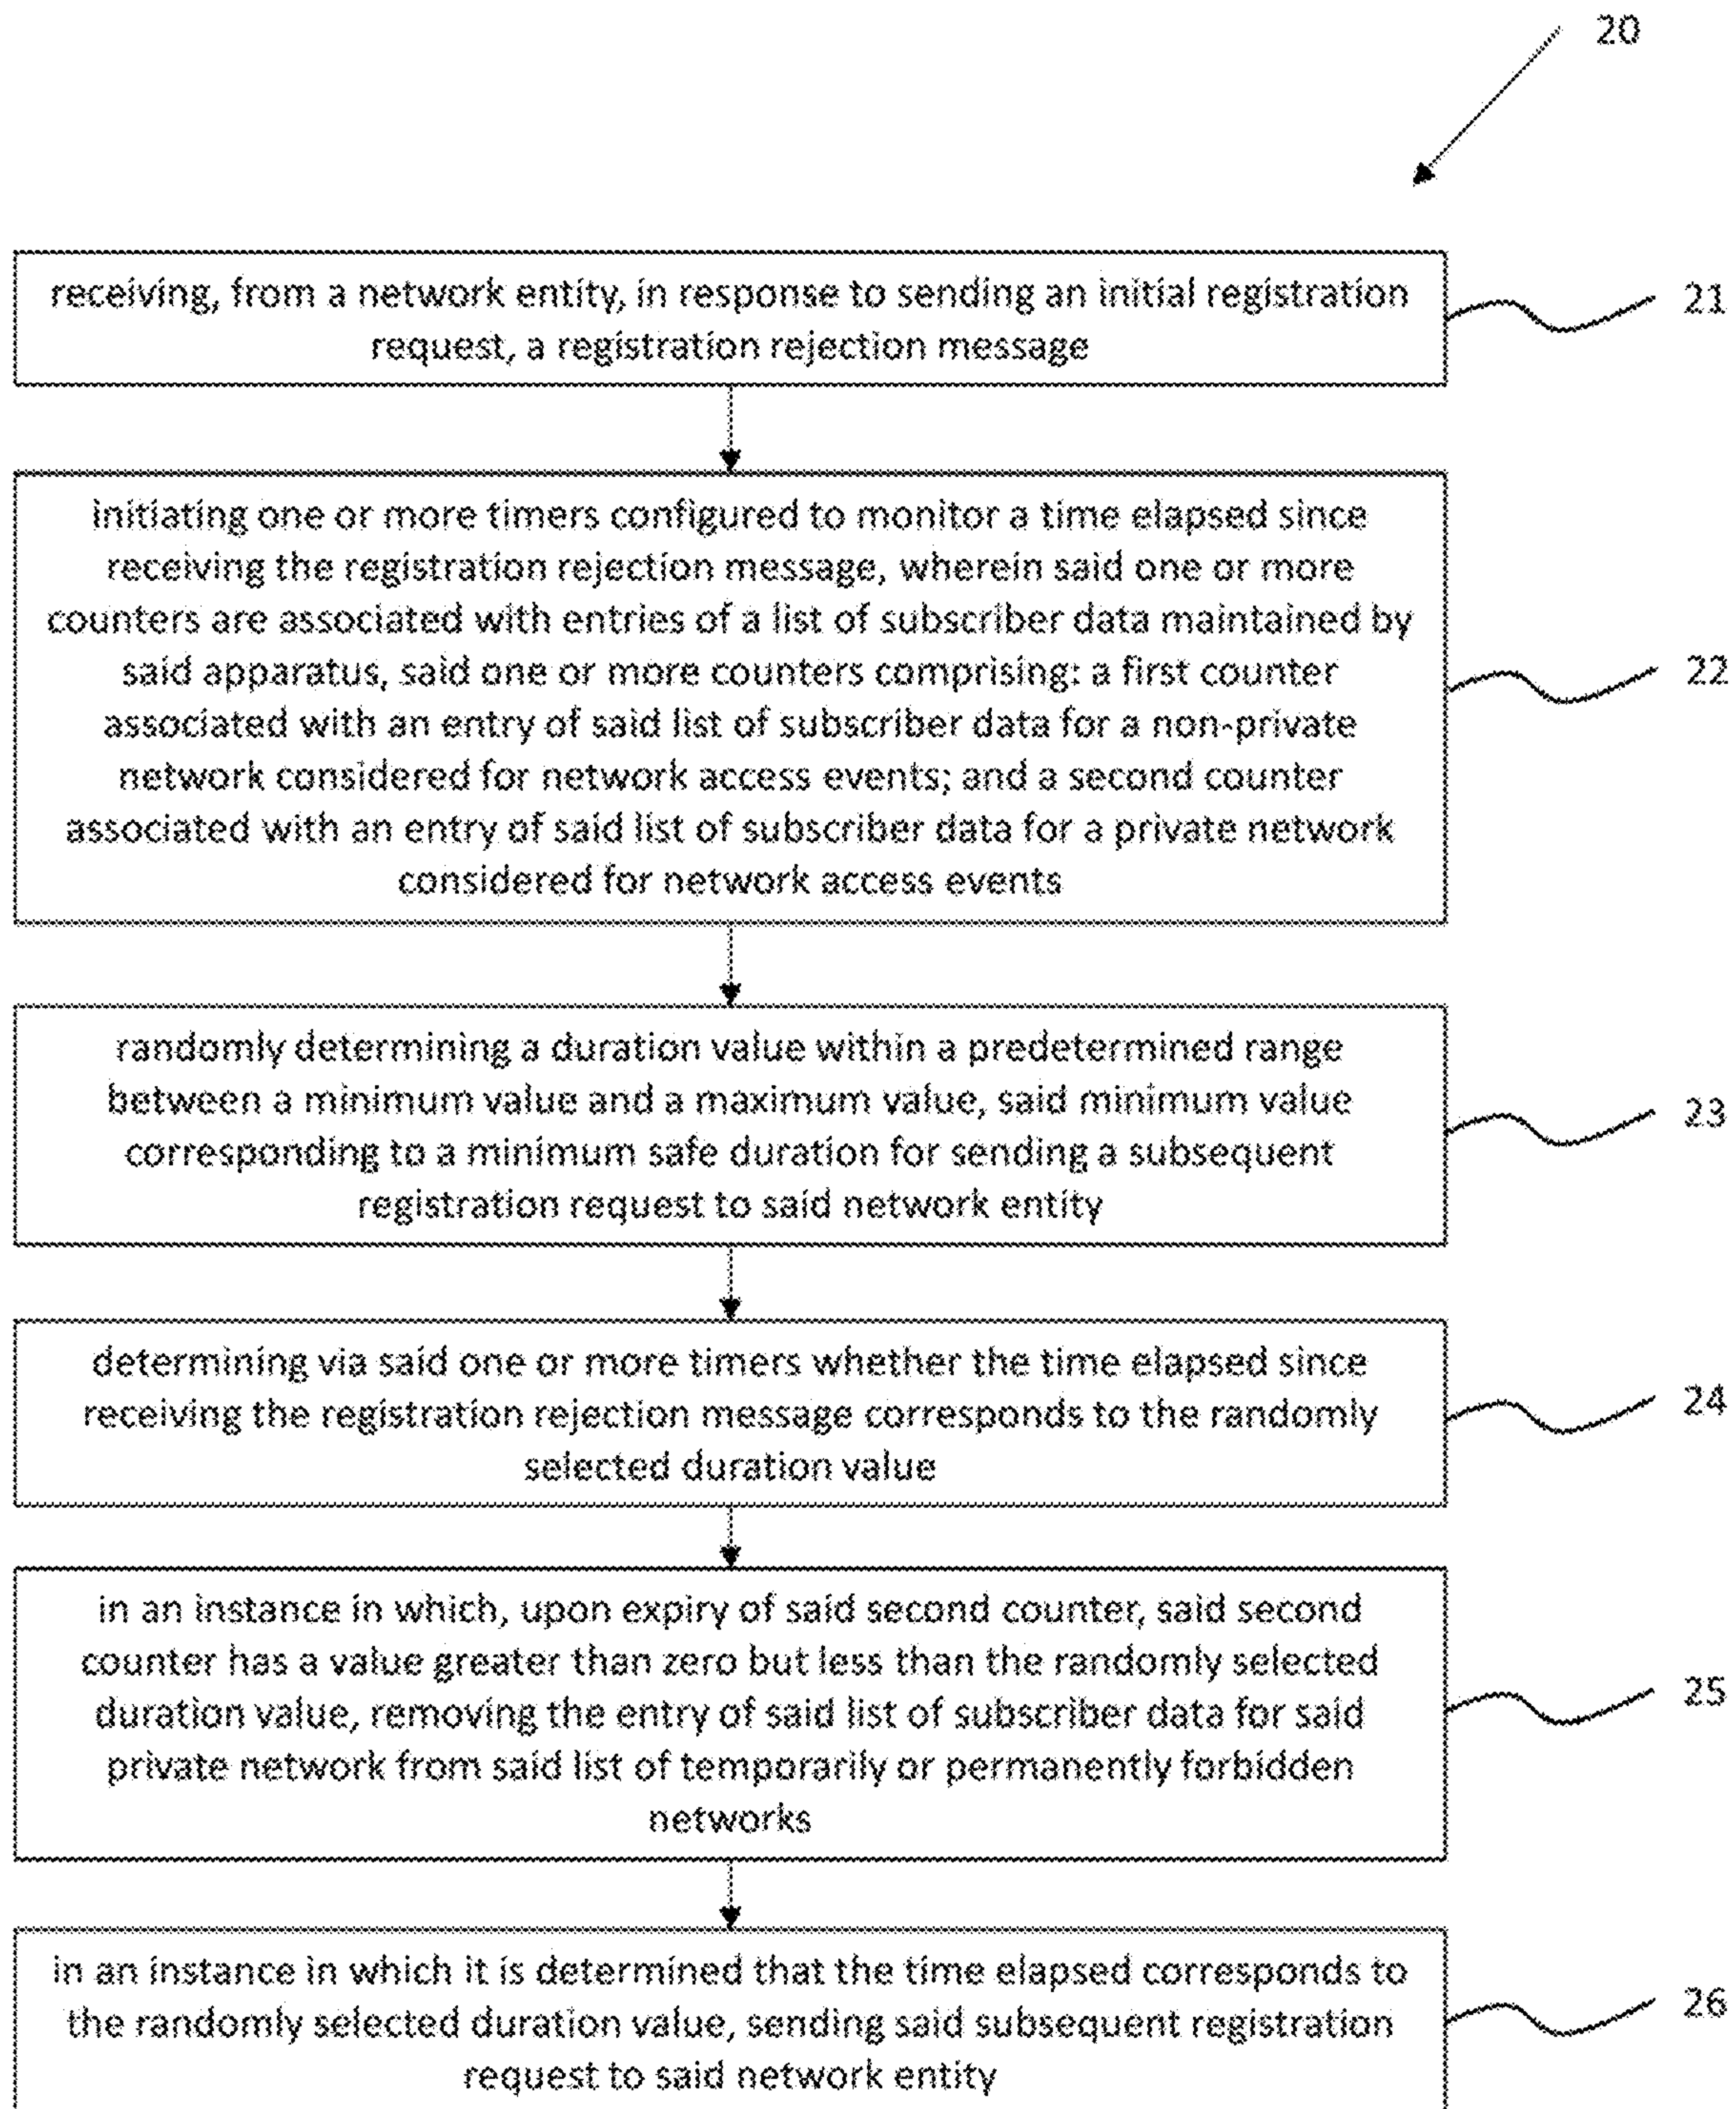 20
receiving, from a network entity, in response to sending an initial registration
request, a registration rejection message
21
initiating one or more timers configured to monitor a time elapsed since
receiving the registration rejection message, wherein said one or more
counters are associated with entries of a list of subscriber data maintained by
said apparatus, said one or more counters comprising: a first counter
associated with an entry of said list of subscriber data for a non-private
network considered for network access events; and a second counter
associated with an entry of said list of subscriber data for a private network
considered for network access events
22
randomly determining a duration value within a predetermined range
between a minimum value and a maximum value, said minimum value
corresponding to a minimum safe duration for sending a subsequent
registration request to said network entity
23
determining via said one or more timers whether the time elapsed since
receiving the registration rejection message corresponds to the randomly
selected duration value
24
in an instance in which, upon expiry of said second counter, said second
counter has a value greater than zero but less than the randomly selected
duration value, removing the entry of said list of subscriber data for said
private network from said list of temporarily or permanently forbidden
networks
25
in an instance in which it is determined that the time elapsed corresponds to
the randomly selected duration value, sending said subsequent registration
request to said network entity
26